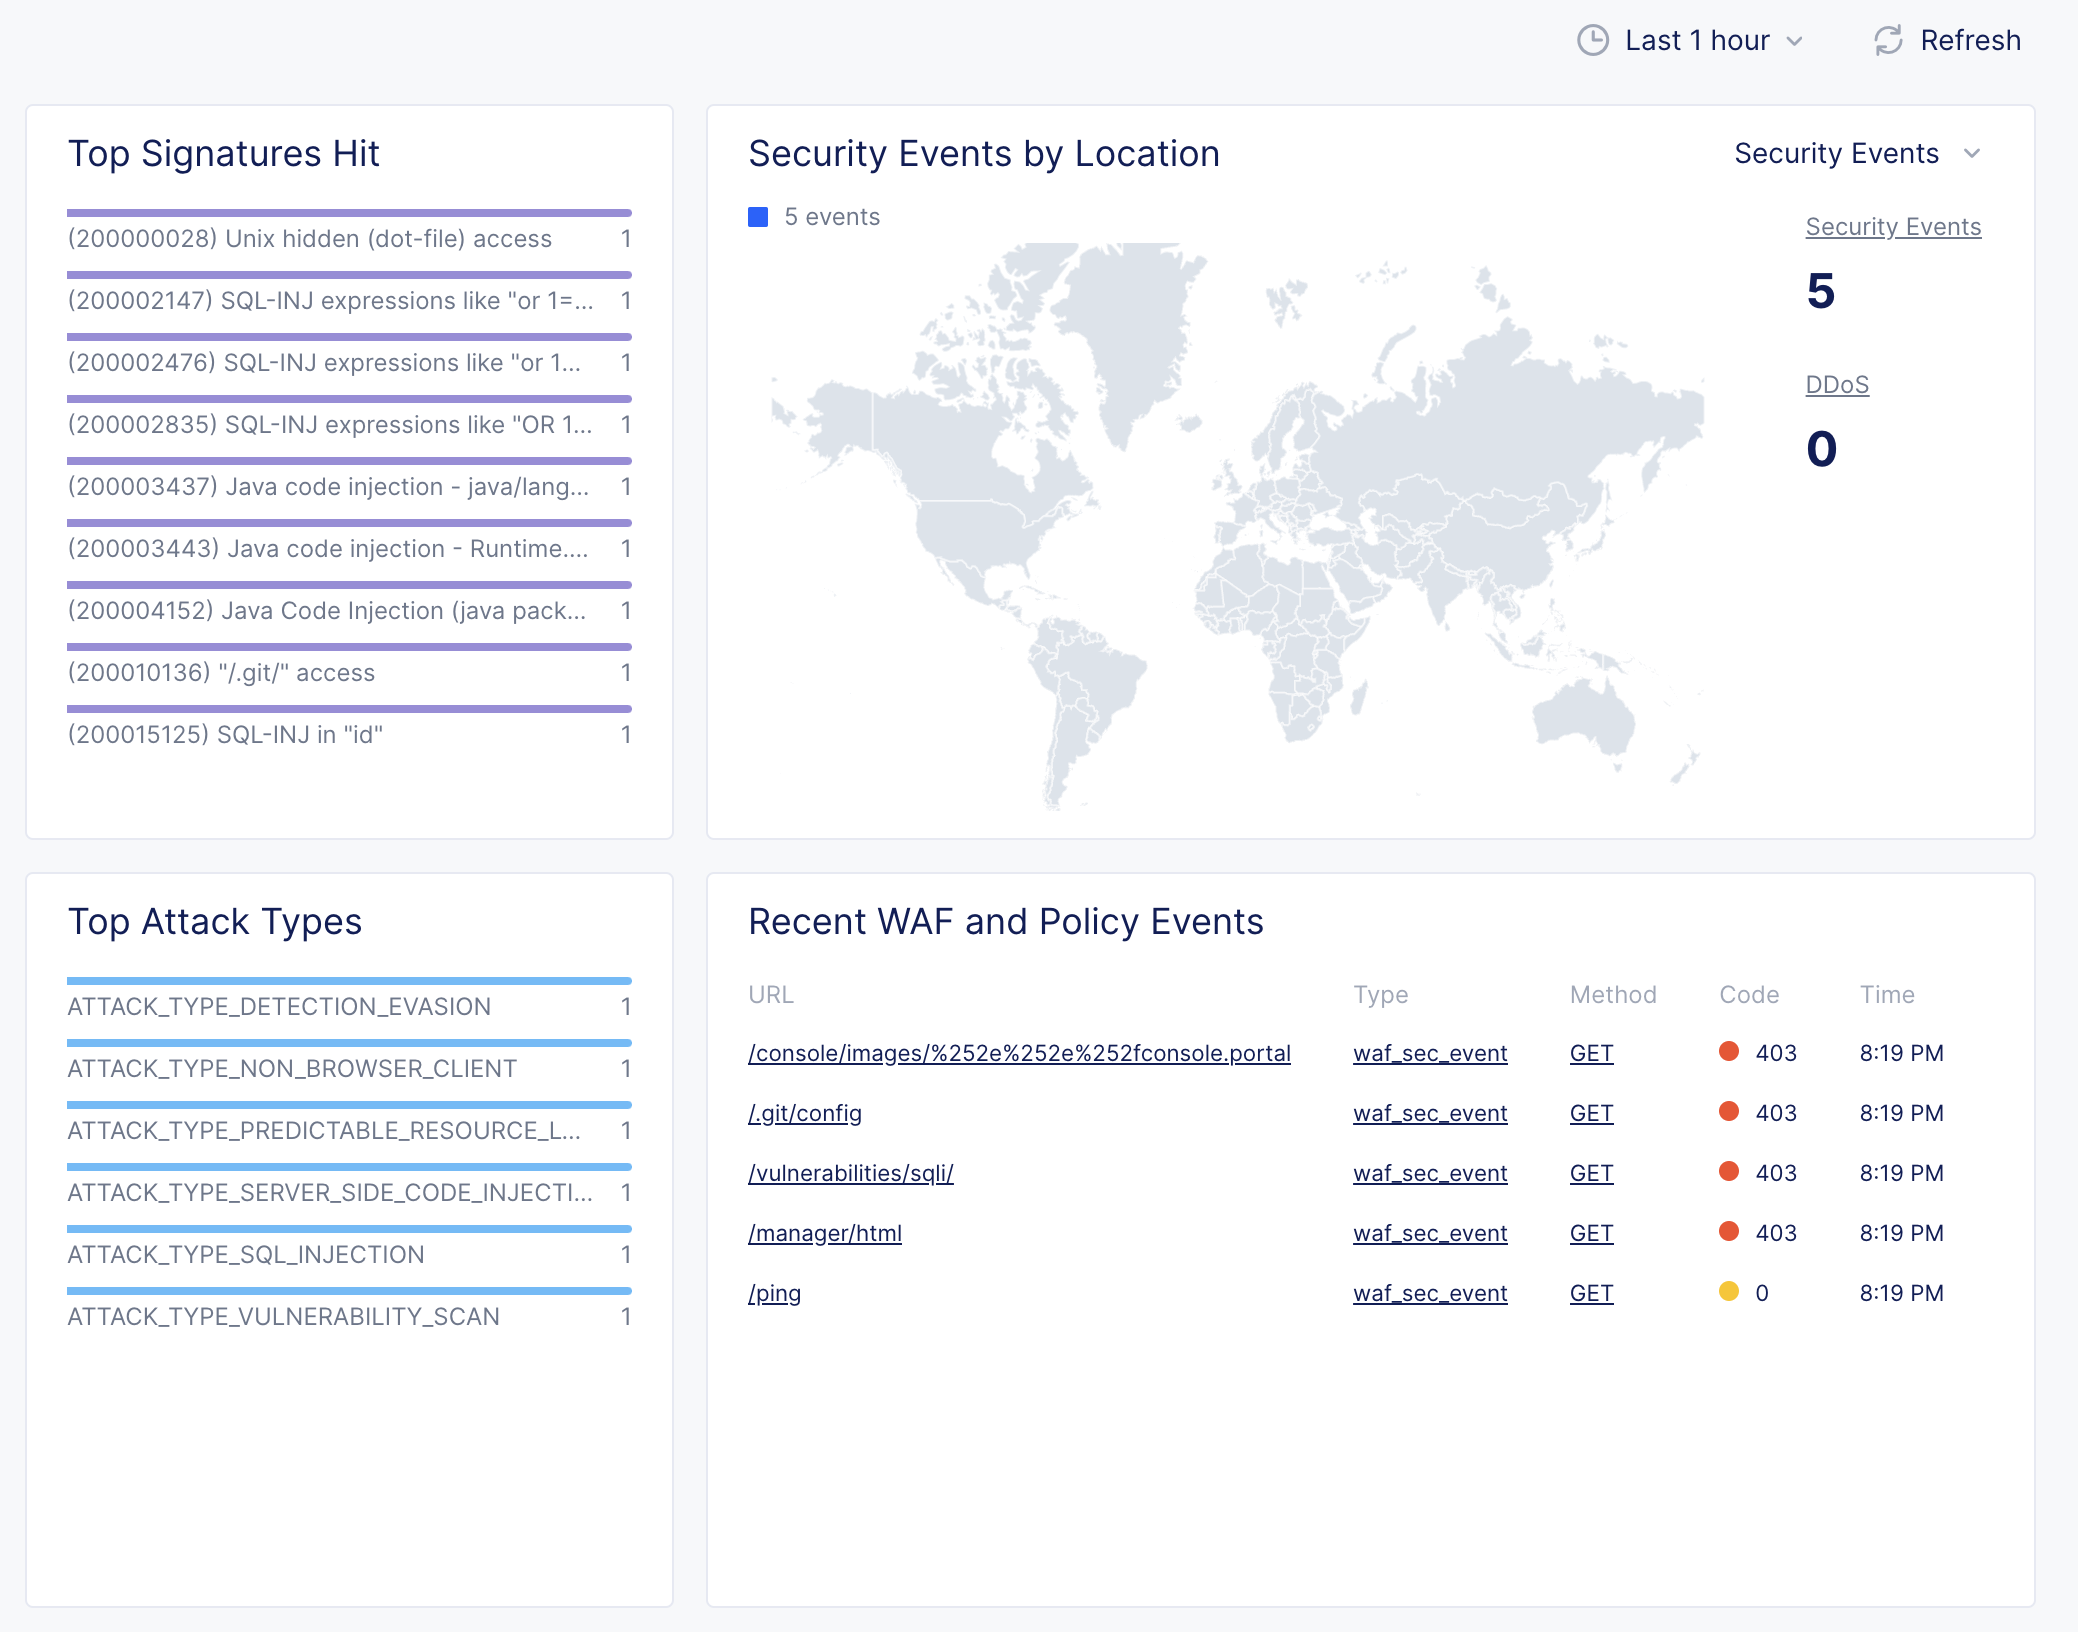 Last 1 hour
Refresh
Top Signatures Hit
(200000028) Unix hidden (dot-file) access 1
(200002147) SQL-INJ expressions like "or 1=... 1
(200002476) SQL-INJ expressions like "or 1... 1
(200002835) SQL-INJ expressions like "OR 1... 1
(200003437) Java code injection - java/lang... 1
(200003443) Java code injection - Runtime.... 1
(200004152) Java Code Injection (java pack... 1
(200010136) "/.git/" access 1
(200015125) SQL-INJ in "id" 1
Security Events by Location
Security Events
5 events
Security Events
5
DDoS
0
Top Attack Types
ATTACK_TYPE_DETECTION_EVASION 1
ATTACK_TYPE_NON_BROWSER_CLIENT 1
ATTACK_TYPE_PREDICTABLE_RESOURCE_L... 1
ATTACK_TYPE_SERVER_SIDE_CODE_INJECTI... 1
ATTACK_TYPE_SQL_INJECTION 1
ATTACK_TYPE_VULNERABILITY_SCAN 1
Recent WAF and Policy Events
URL Type Method Code Time
/console/images/%252e%252e%252fconsole.portal waf_sec_event GET 403 8:19 PM
/.git/config waf_sec_event GET 403 8:19 PM
/vulnerabilities/sqli/ waf_sec_event GET 403 8:19 PM
/manager/html waf_sec_event GET 403 8:19 PM
/ping waf_sec_event GET 0 8:19 PM